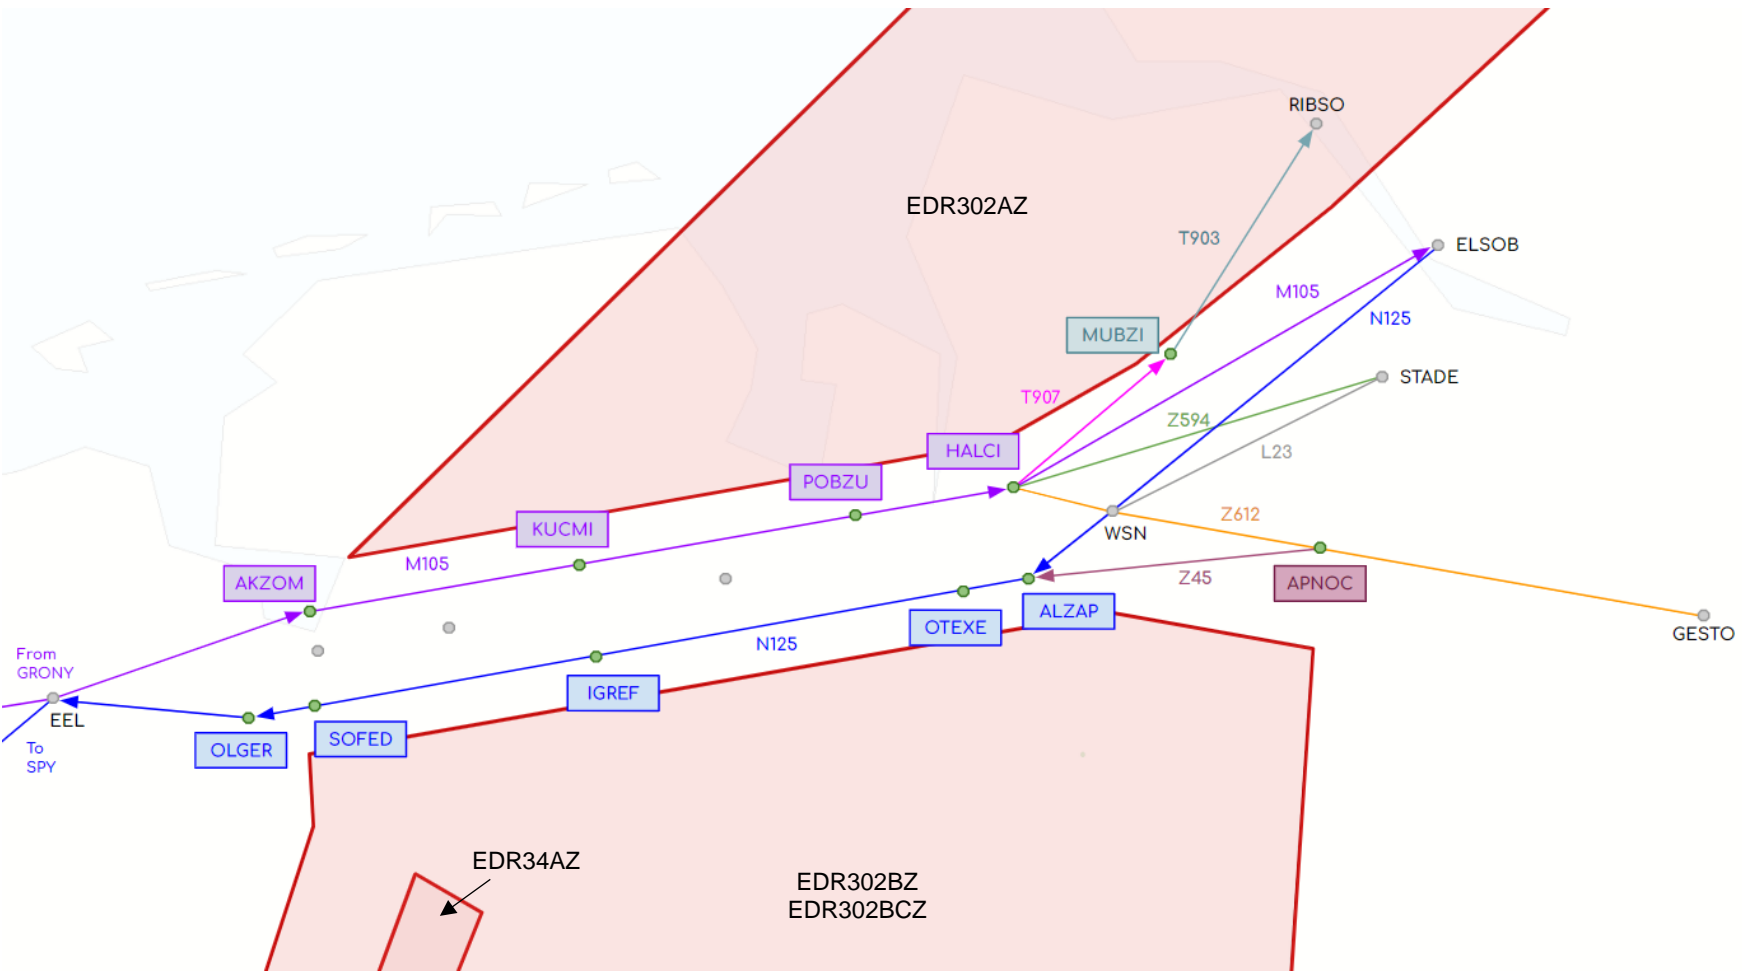 RIBSO
EDR302AZ
T903
ELSOB
M105
N125
MUBZI
STADE
T907
Z594
HALCI
L23
POBZU
Z612
KUCMI
WSN
M105
AKZOM
Z45
APNOC
ALZAP
OTEXE
GESTO
N125
From
GRONY
IGREF
EEL
SOFED
OLGER
To
SPY
EDR34AZ
EDR302BZ
EDR302BCZ